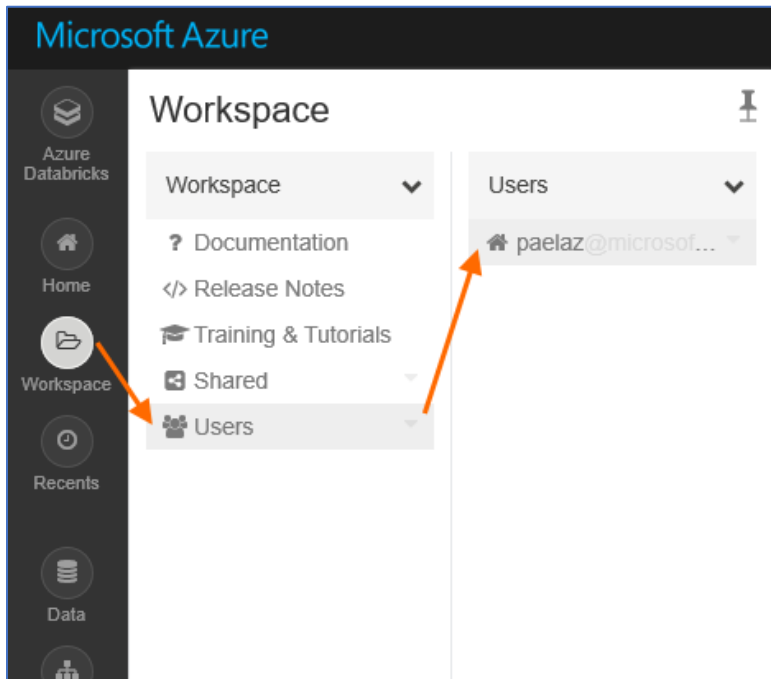 Microsoft Azure
Azure
Databricks
Home
Workspace
Recents
Data
Workspace
Workspace
? Documentation
</> Release Notes
Training & Tutorials
Shared
Users
Users
paelaz@microsof...